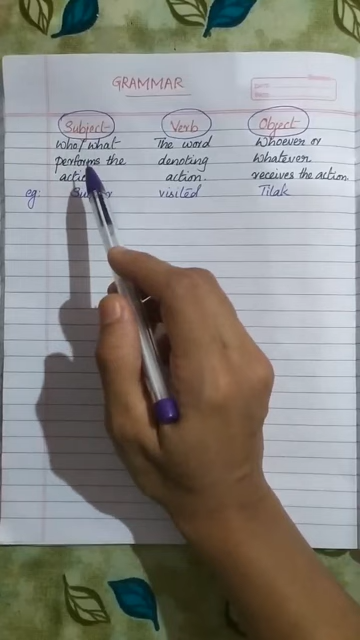 GRAMMAR
Subject Verb Object
Who/what The word Whoever or
performs the denoting whatever
action. receives the action.
eg: visited Tilak